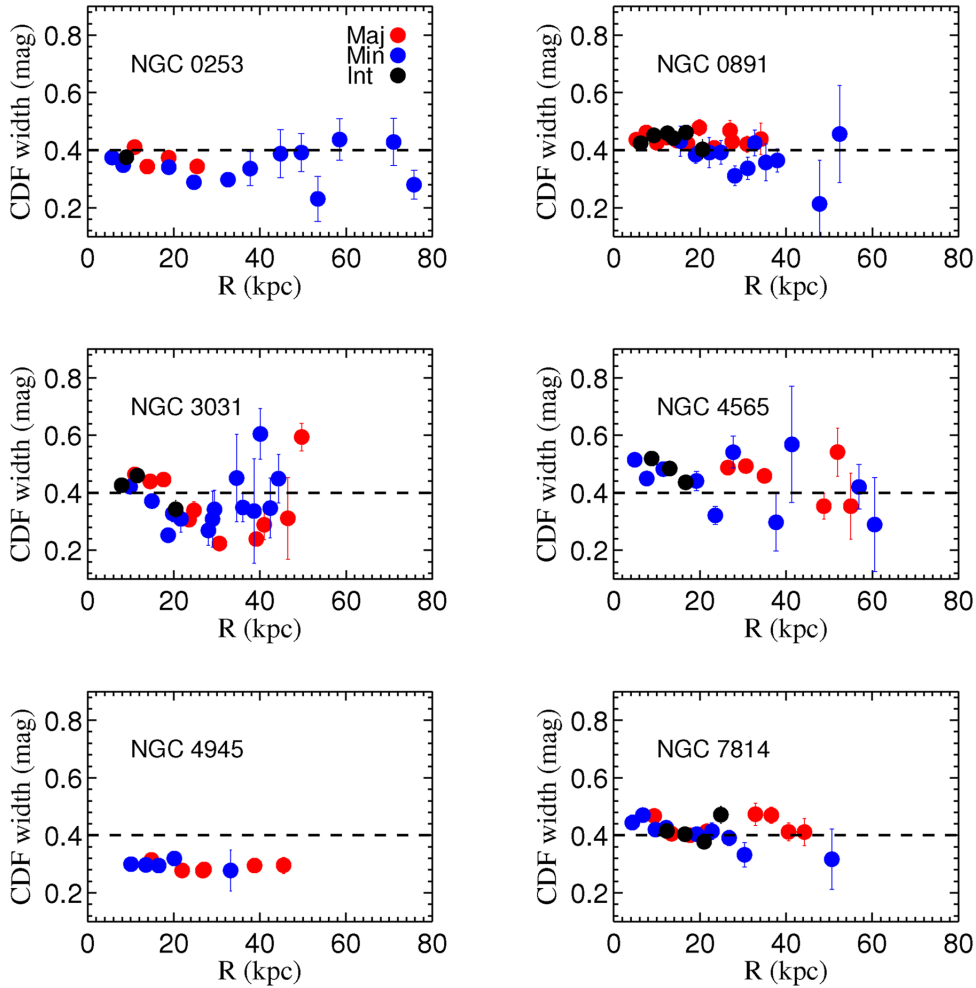 NGC 0253
Maj
Min
Int
0.8
0.6
0.4
0.2
CDF width (mag)
0 20 40 60 80
R (kpc)
NGC 0891
0.8
0.6
0.4
0.2
CDF width (mag)
0 20 40 60 80
R (kpc)
NGC 3031
0.8
0.6
0.4
0.2
CDF width (mag)
0 20 40 60 80
R (kpc)
NGC 4565
0.8
0.6
0.4
0.2
CDF width (mag)
0 20 40 60 80
R (kpc)
NGC 4945
0.8
0.6
0.4
0.2
CDF width (mag)
0 20 40 60 80
R (kpc)
NGC 7814
0.8
0.6
0.4
0.2
CDF width (mag)
0 20 40 60 80
R (kpc)